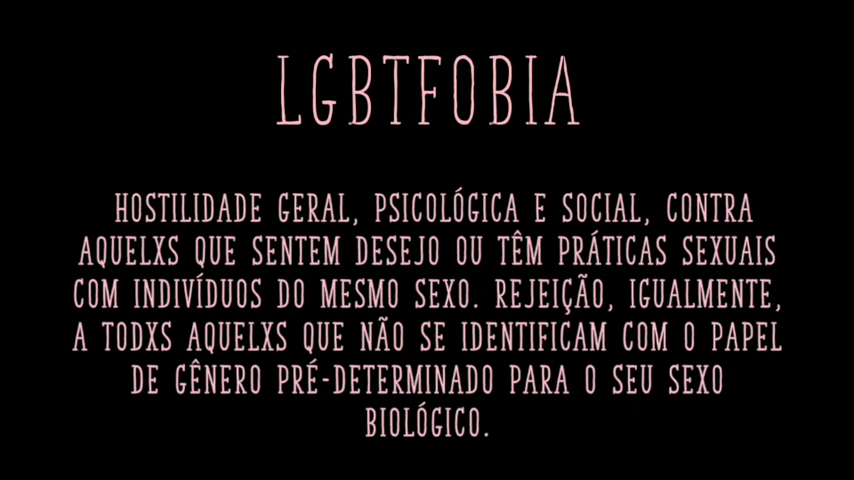 LGBTFOBIA
HOSTILIDADE GERAL, PSICOLÓGICA E SOCIAL, CONTRA
AQUELXS QUE SENTEM DESEJO OU TÊM PRÁTICAS SEXUAIS
COM INDIVÍDUOS DO MESMO SEXO. REJEIÇÃO, IGUALMENTE,
A TODXS AQUELXS QUE NÃO SE IDENTIFICAM COM O PAPEL
DE GÊNERO PRÉ-DETERMINADO PARA O SEU SEXO
BIOLÓGICO.